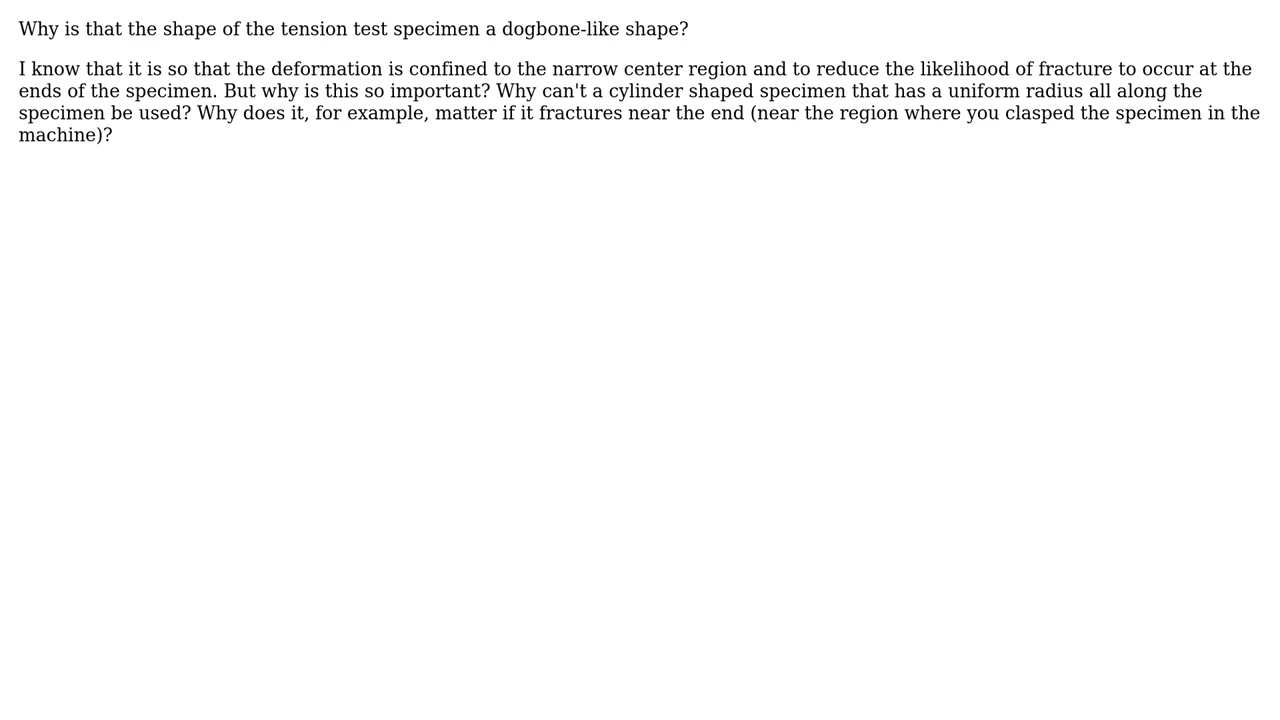 Why is that the shape of the tension test specimen a dogbone-like shape?
I know that it is so that the deformation is confined to the narrow center region and to reduce the likelihood of fracture to occur at the
ends of the specimen. But why is this so important? Why can't a cylinder shaped specimen that has a uniform radius all along the
specimen be used? Why does it, for example, matter if it fractures near the end (near the region where you clasped the specimen in the
machine)?